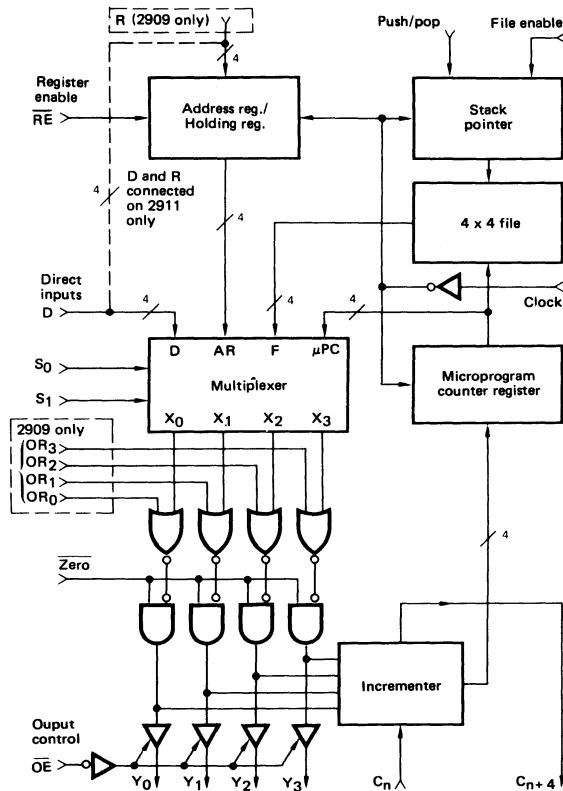 R (2909 only)
Push/pop
File enable
4
Register
enable
RE
Address reg./
Holding reg.
Stack
pointer
D and R
connected
on 2911
only
4
4
4 x 4 file
Direct
inputs
D
4
4
4
Clock
D AR F µPC
Multiplexer
X0 X1 X2 X3
S0
S1
Microprogram
counter register
2909 only
OR3
OR2
OR1
OR0
4
Zero
Incrementer
Ouput
control
OE
Y0 Y1 Y2 Y3
Cn
Cn+4